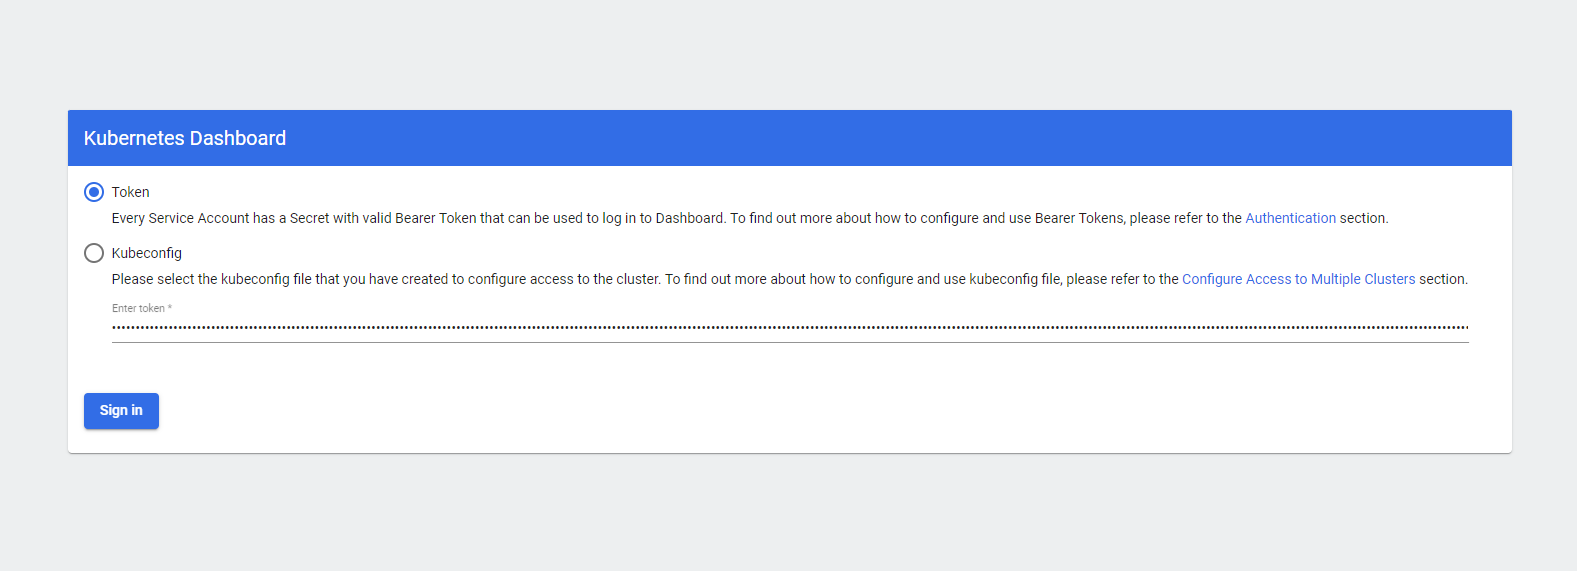 Kubernetes Dashboard
Token
Every Service Account has a Secret with valid Bearer Token that can be used to log in to Dashboard. To find out more about how to configure and use Bearer Tokens, please refer to the Authentication section.
Kubeconfig
Please select the kubeconfig file that you have created to configure access to the cluster. To find out more about how to configure and use kubeconfig file, please refer to the Configure Access to Multiple Clusters section.
Enter token *
Sign in